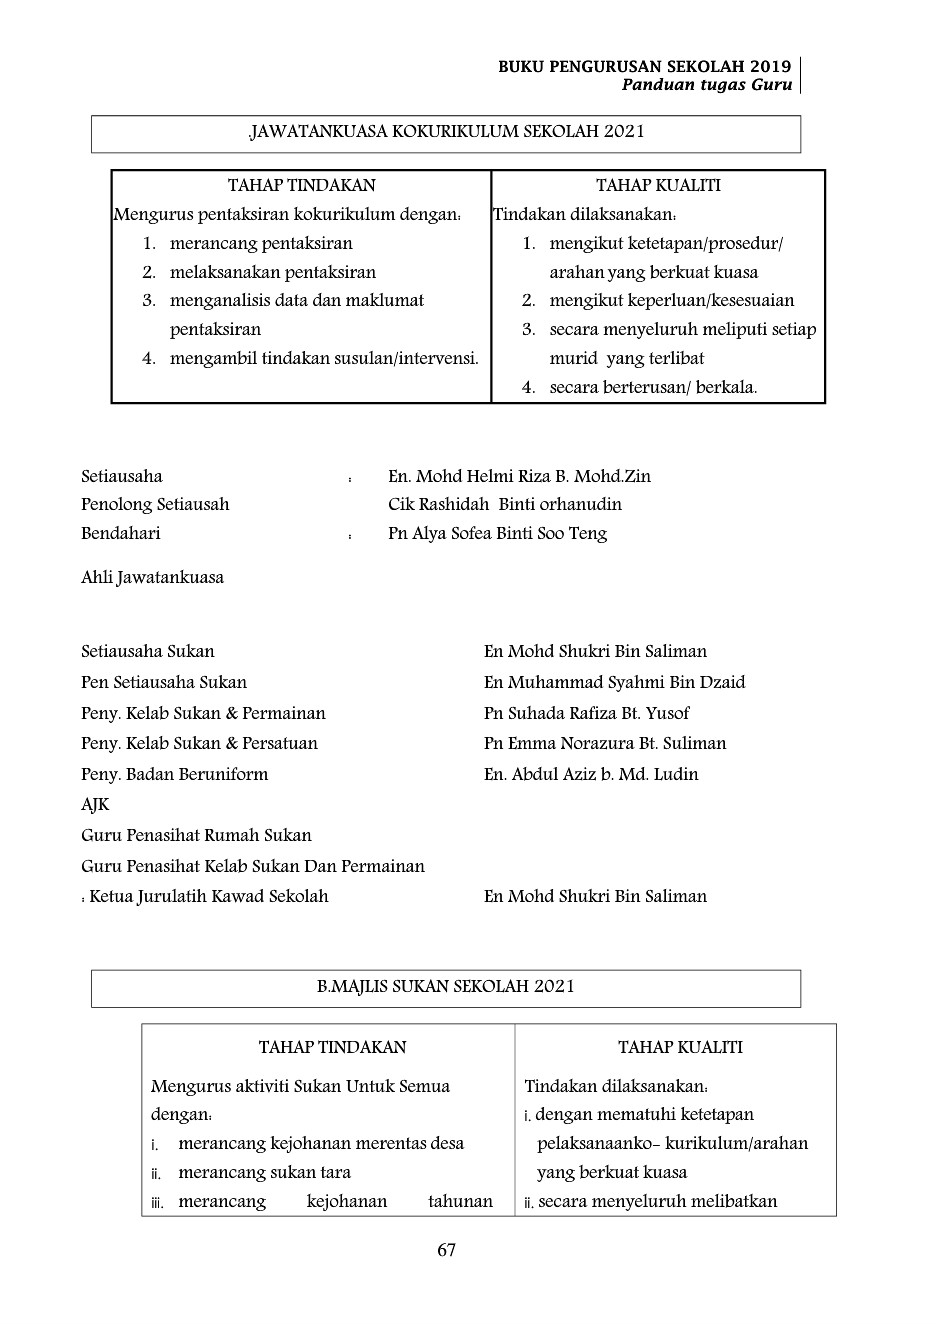 BUKU PENGURUSAN SEKOLAH 2019
Panduan tugas Guru
.JAWATANKUASA KOKURIKULUM SEKOLAH 2021
TAHAP TINDAKAN
Mengurus pentaksiran kokurikulum dengan:
1. merancang pentaksiran
2. melaksanakan pentaksiran
3. menganalisis data dan maklumat
pentaksiran
4. mengambil tindakan susulan/intervensi.
TAHAP KUALITI
Tindakan dilaksanakan:
1. mengikut ketetapan/prosedur/
arahan yang berkuat kuasa
2. mengikut keperluan/kesesuaian
3. secara menyeluruh meliputi setiap
murid yang terlibat
4. secara berterusan/ berkala.
Setiausaha : En. Mohd Helmi Riza B. Mohd.Zin
Penolong Setiausah Cik Rashidah Binti orhanudin
Bendahari : Pn Alya Sofea Binti Soo Teng
Ahli Jawatankuasa
Setiausaha Sukan En Mohd Shukri Bin Saliman
Pen Setiausaha Sukan En Muhammad Syahmi Bin Dzaid
Peny. Kelab Sukan & Permainan Pn Suhada Rafiza Bt. Yusof
Peny. Kelab Sukan & Persatuan Pn Emma Norazura Bt. Suliman
Peny. Badan Beruniform En. Abdul Aziz b. Md. Ludin
AJK
Guru Penasihat Rumah Sukan
Guru Penasihat Kelab Sukan Dan Permainan
: Ketua Jurulatih Kawad Sekolah En Mohd Shukri Bin Saliman
B.MAJLIS SUKAN SEKOLAH 2021
TAHAP TINDAKAN
Mengurus aktiviti Sukan Untuk Semua
dengan:
i. merancang kejohanan merentas desa
ii. merancang sukan tara
iii. merancang kejohanan tahunan
TAHAP KUALITI
Tindakan dilaksanakan:
i. dengan mematuhi ketetapan
pelaksanaanko- kurikulum/arahan
yang berkuat kuasa
ii. secara menyeluruh melibatkan
67